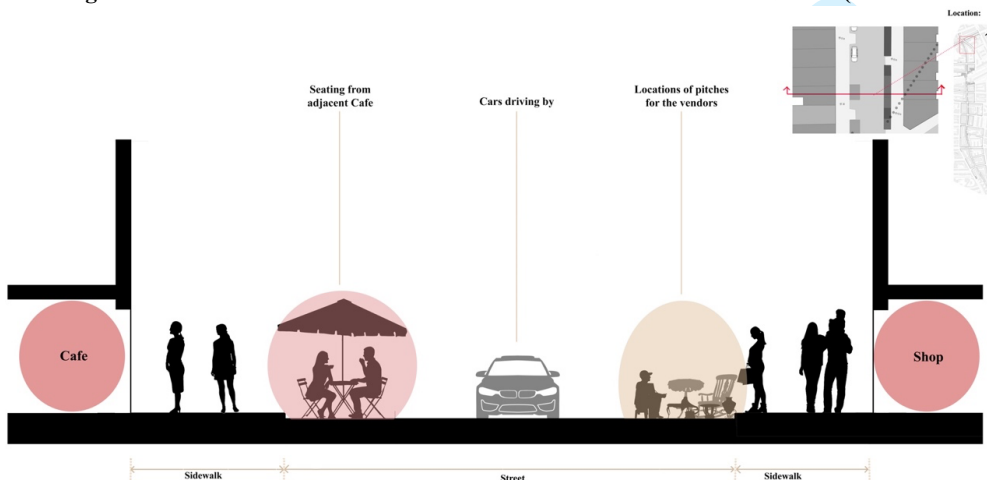 Location:
Seating from
adjacent Cafe
Cars driving by
Locations of pitches
for the vendors
Cafe
Shop
Sidewalk
Street
Sidewalk